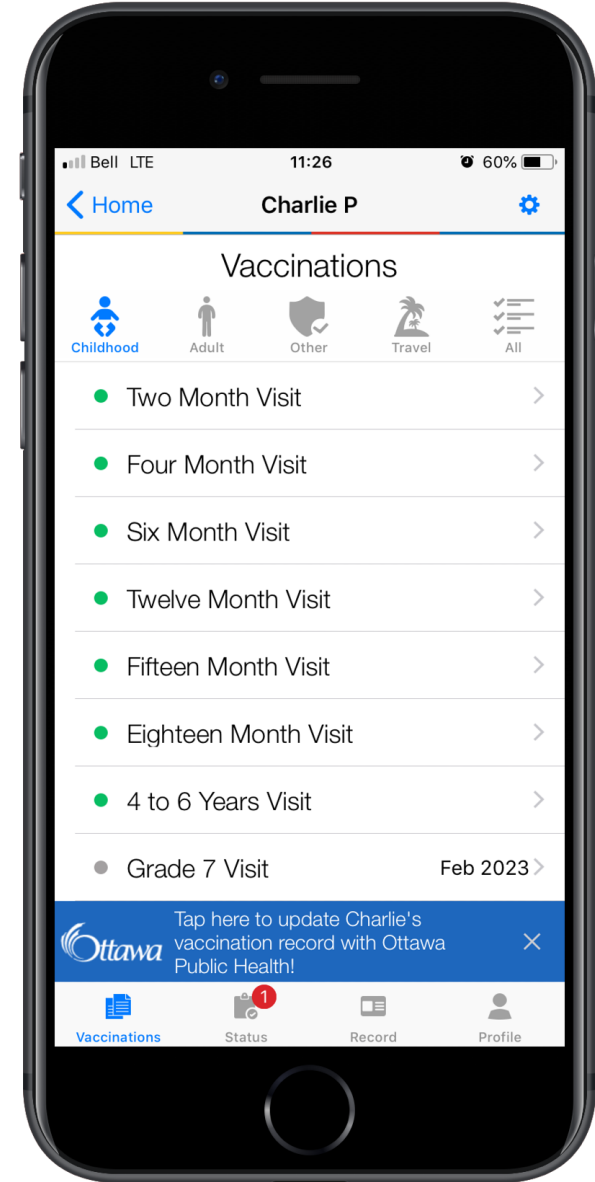 Bell LTE 11:26 60%
Home Charlie P
Vaccinations
Childhood Adult Other Travel All
Two Month Visit
Four Month Visit
Six Month Visit
Twelve Month Visit
Fifteen Month Visit
Eighteen Month Visit
4 to 6 Years Visit
Grade 7 Visit Feb 2023
Ottawa
Tap here to update Charlie's
vaccination record with Ottawa
Public Health!
1
Vaccinations Status Record Profile